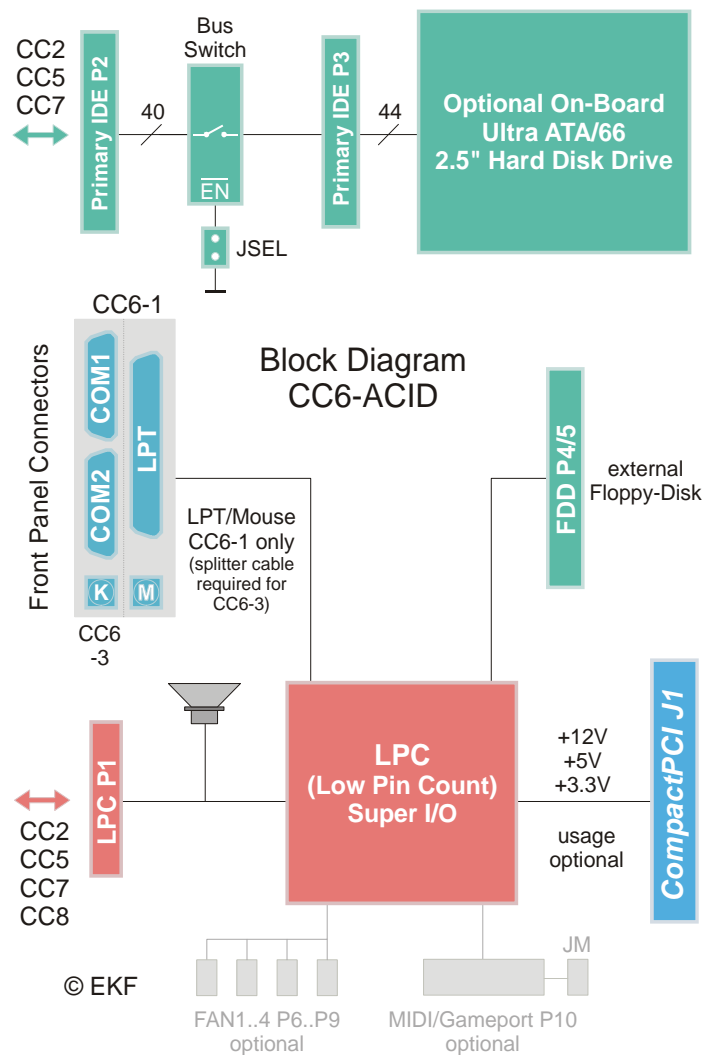 CC2
CC5
CC7
Primary IDE P2
40
Bus
Switch
EN
JSEL
Primary IDE P3
44
Optional On-Board
Ultra ATA/66
2.5" Hard Disk Drive
CC6-1
Front Panel Connectors
COM1
COM2
LPT
K
M
CC6
-3
Block Diagram
CC6-ACID
LPT/Mouse
CC6-1 only
(splitter cable
required for
CC6-3)
FDD P4/5
external
Floppy-Disk
LPC P1
CC2
CC5
CC7
CC8
LPC
(Low Pin Count)
Super I/O
+12V
+5V
+3.3V
usage
optional
CompactPCI J1
© EKF
FAN1..4 P6..P9
optional
JM
MIDI/Gameport P10
optional